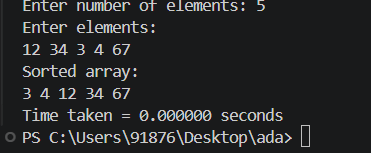 Enter number of elements: 5
Enter elements:
12 34 3 4 67
Sorted array:
3 4 12 34 67
Time taken = 0.000000 seconds
PS C:\Users\91876\Desktop\ada>